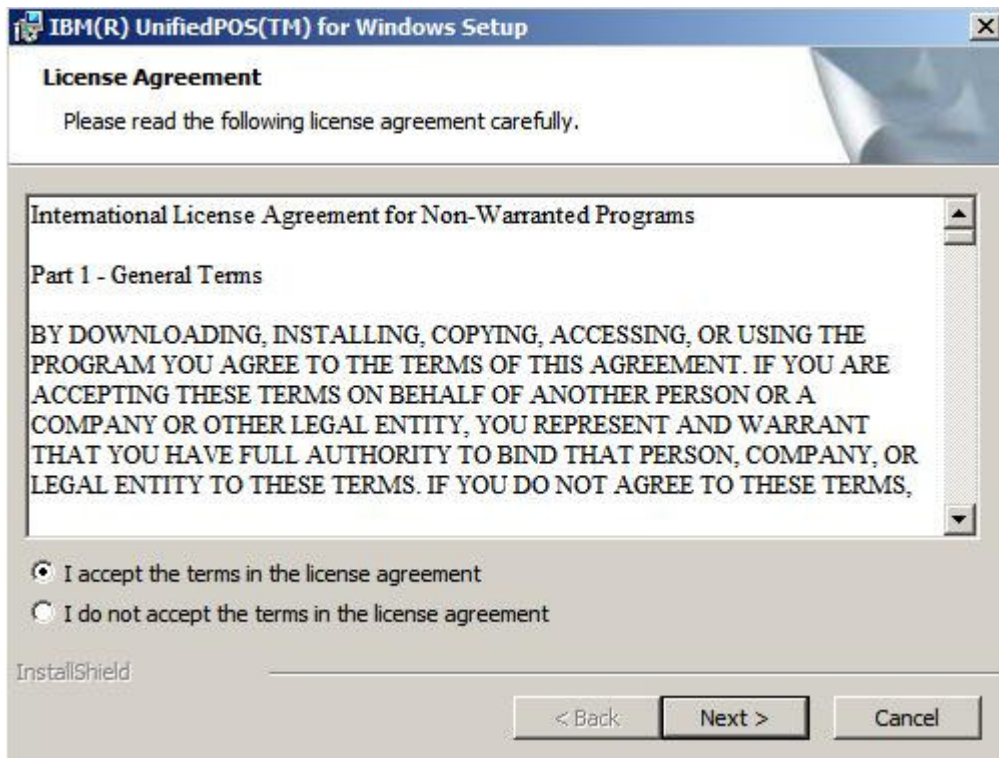 IBM(R) UnifiedPOS(TM) for Windows Setup
License Agreement
Please read the following license agreement carefully.
International License Agreement for Non-Warranted Programs
Part 1 - General Terms
BY DOWNLOADING, INSTALLING, COPYING, ACCESSING, OR USING THE
PROGRAM YOU AGREE TO THE TERMS OF THIS AGREEMENT. IF YOU ARE
ACCEPTING THESE TERMS ON BEHALF OF ANOTHER PERSON OR A
COMPANY OR OTHER LEGAL ENTITY, YOU REPRESENT AND WARRANT
THAT YOU HAVE FULL AUTHORITY TO BIND THAT PERSON, COMPANY, OR
LEGAL ENTITY TO THESE TERMS. IF YOU DO NOT AGREE TO THESE TERMS,
I accept the terms in the license agreement
I do not accept the terms in the license agreement
InstallShield
< Back Next > Cancel